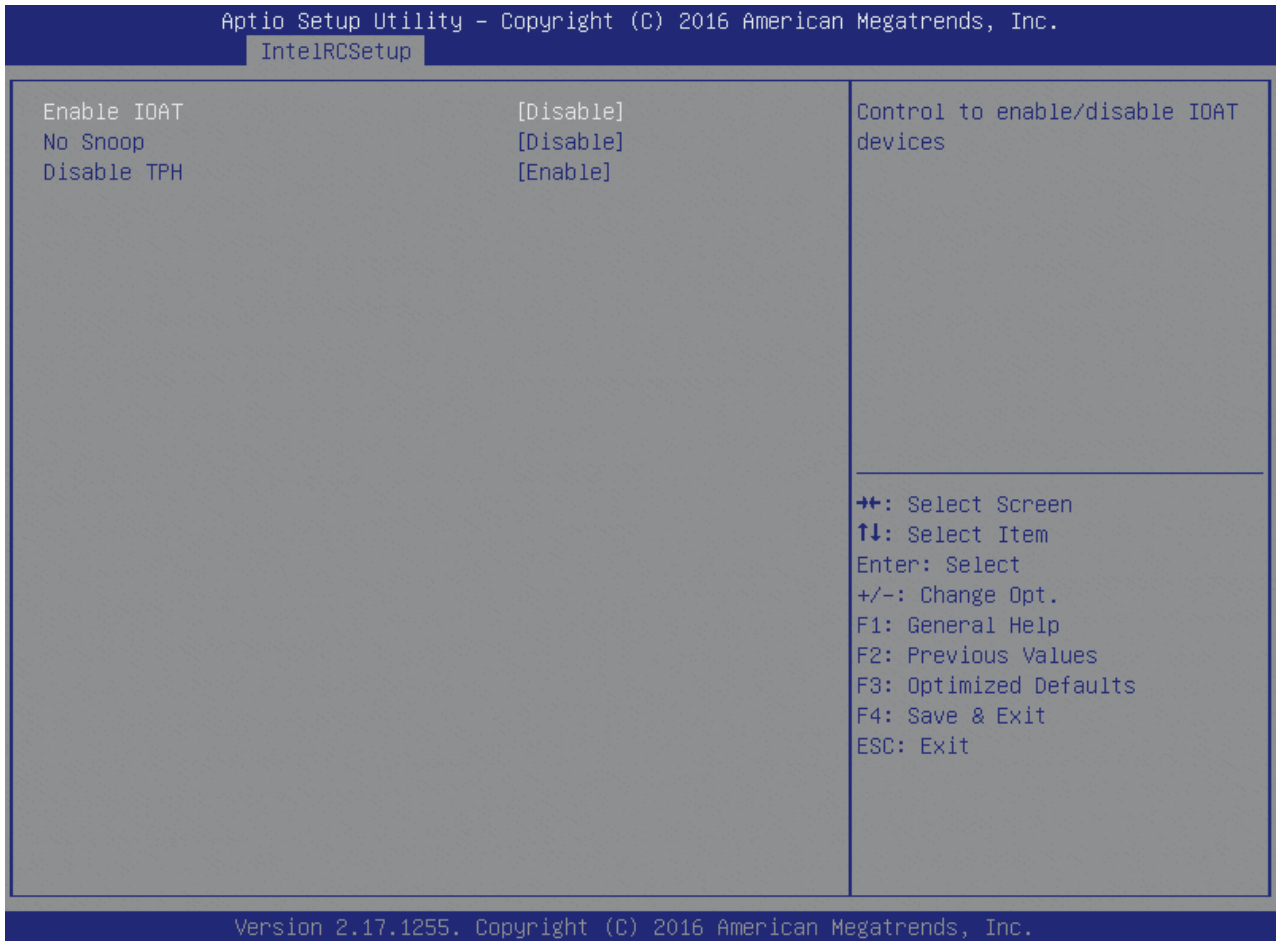 Aptio Setup Utility – Copyright (C) 2016 American Megatrends, Inc.
IntelRCSetup
Enable IOAT [Disable]
No Snoop [Disable]
Disable TPH [Enable]
Control to enable/disable IOAT
devices
→←: Select Screen
↑↓: Select Item
Enter: Select
+/-: Change Opt.
F1: General Help
F2: Previous Values
F3: Optimized Defaults
F4: Save & Exit
ESC: Exit
Version 2.17.1255. Copyright (C) 2016 American Megatrends, Inc.